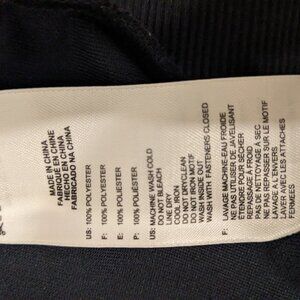 MADE IN CHINA
FABRIQUÉ EN CHINE
HECHO EN CHINA
FABRICADO NA CHINA
US: 100% POLYESTER
F: 100% POLYESTER
E: 100% POLIÉSTER
P: 100% POLIÉSTER
US: MACHINE WASH COLD
DO NOT BLEACH
LINE DRY
COOL IRON
DO NOT DRYCLEAN
DO NOT IRON MOTIF
WASH INSIDE OUT
WASH WITH FASTENERS CLOSED
F: LAVAGE MACHINE-EAU FROIDE
NE PAS UTILISER DE JAVELISANT
ÉTENDRE POUR SÉCHER
REPASSAGE À FROID
PAS DE NETTOYAGE À SEC
NE PAS REPASSER SUR LE MOTIF
LAVAGE À L'ENVERS
LAVAGE AVEC ATTACHES
FERMÉES